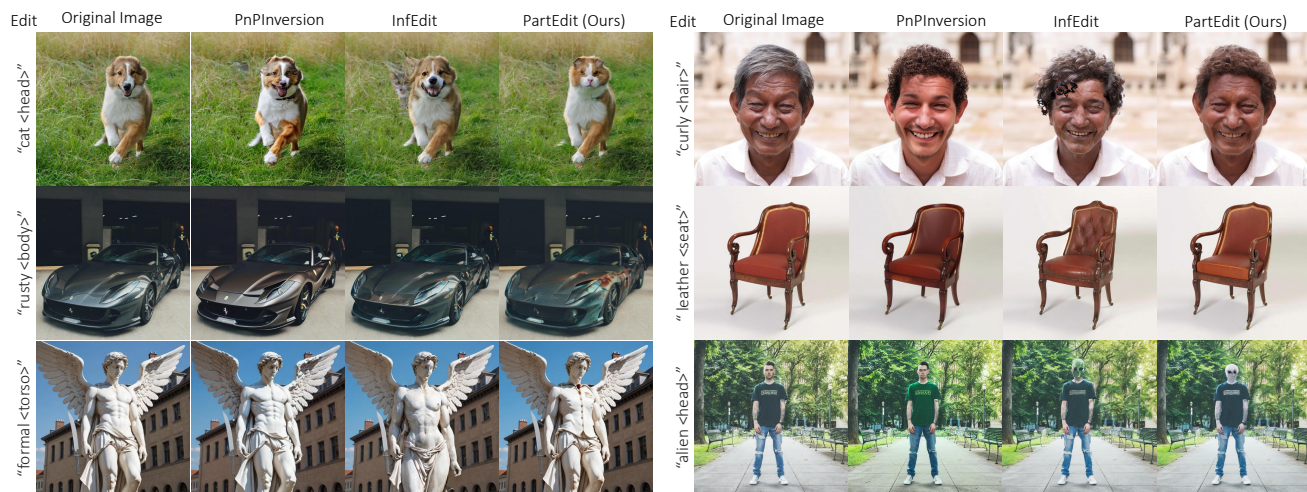 Edit Original Image PnPInversion InfEdit PartEdit (Ours)
“cat <head>”
“rusty <body>”
“formal <torso>”
Edit Original Image PnPInversion InfEdit PartEdit (Ours)
“curly <hair>”
“ leather <seat>”
“alien <head>”